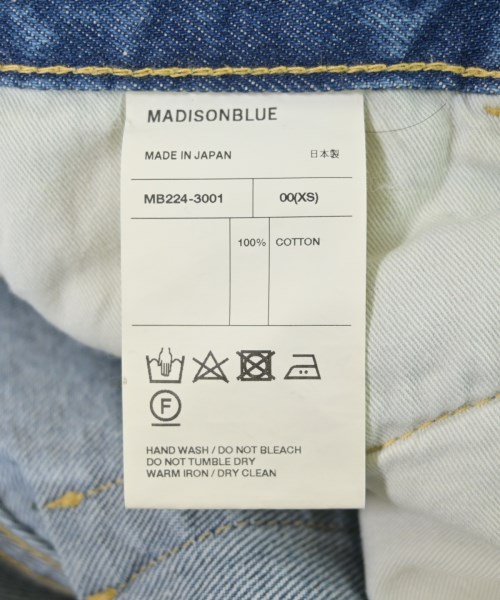 MADISONBLUE
MADE IN JAPAN 日本製
MB224-3001 00(XS)
100% COTTON
F
HAND WASH / DO NOT BLEACH
DO NOT TUMBLE DRY
WARM IRON / DRY CLEAN